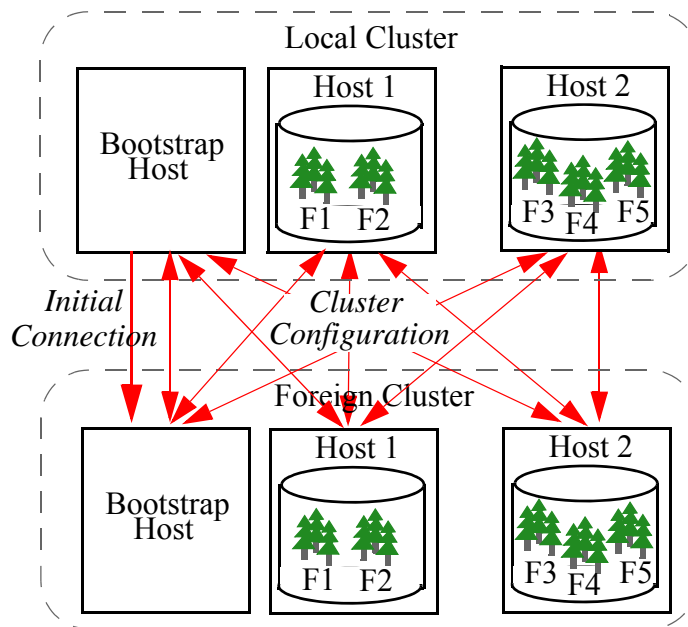 Local Cluster
Bootstrap
Host
Host 1
F1 F2
Host 2
F3 F4 F5
Initial
Connection
Cluster
Configuration
Foreign Cluster
Bootstrap
Host
Host 1
F1 F2
Host 2
F3 F4 F5